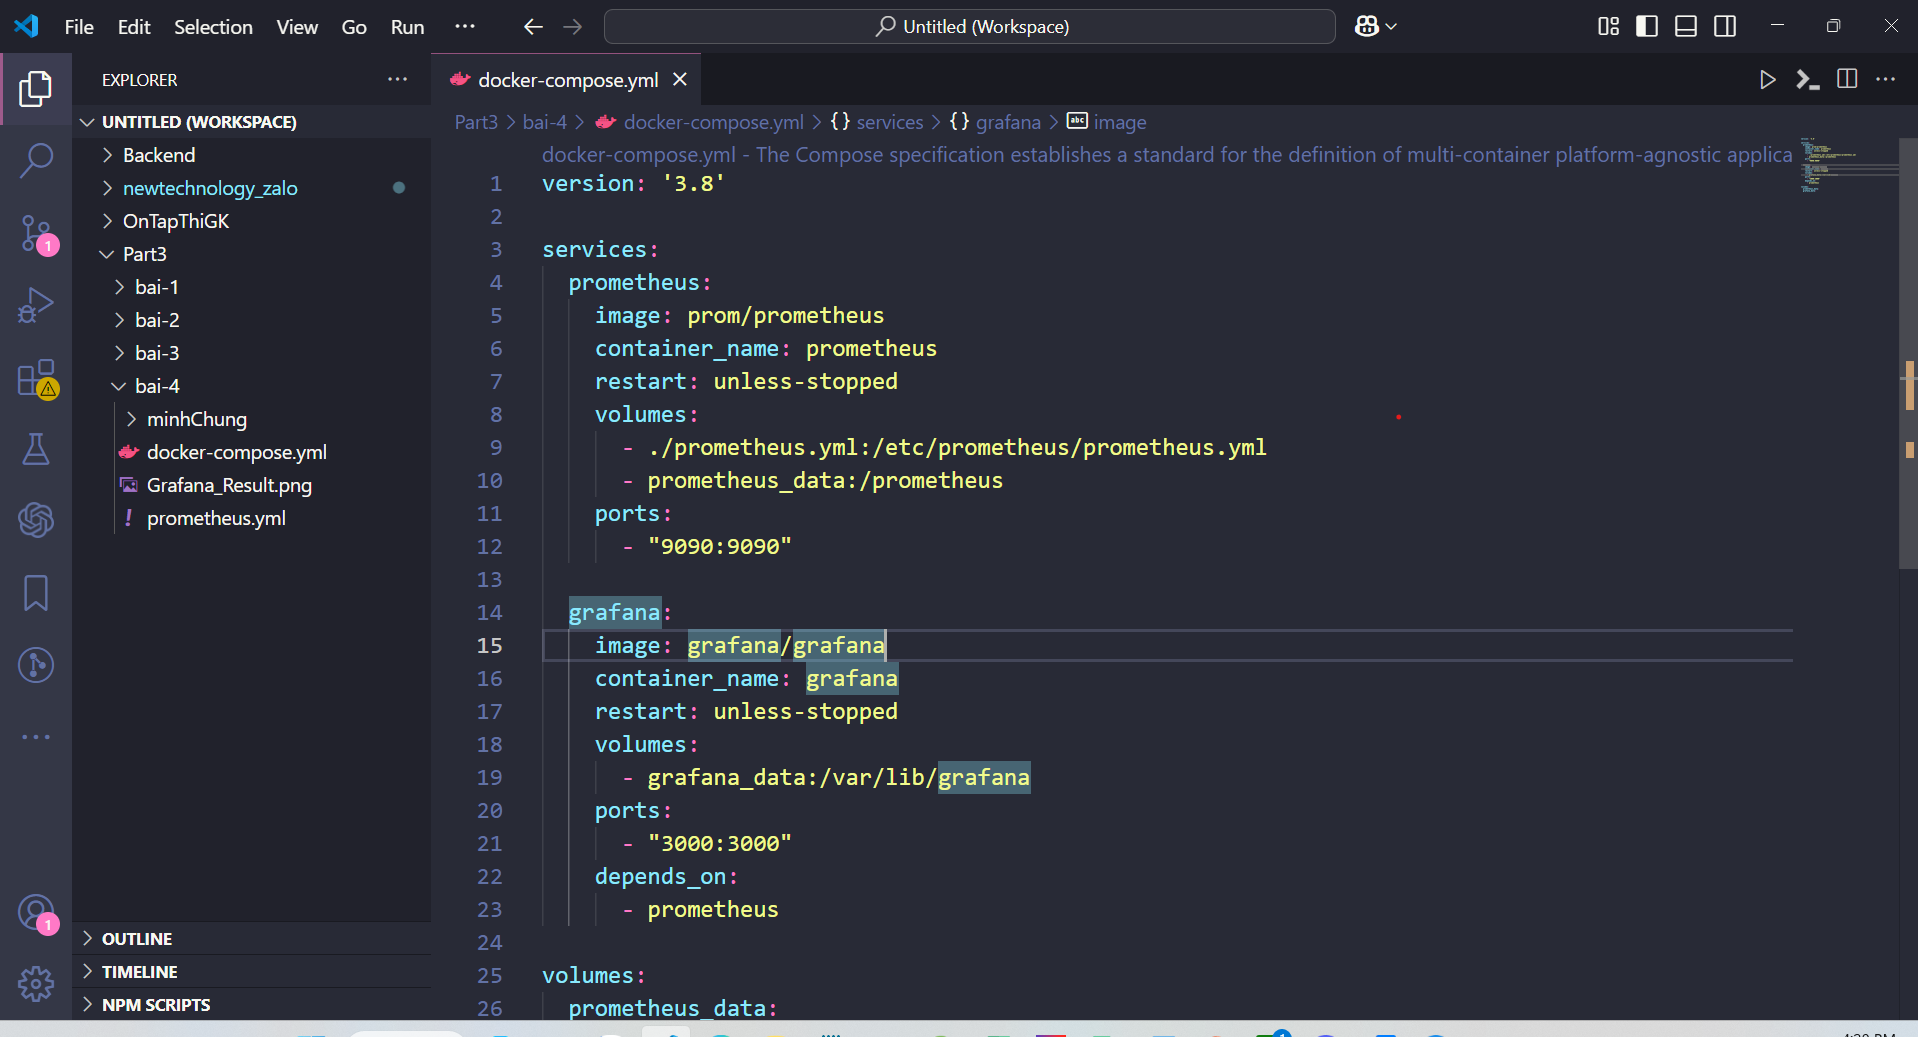 File Edit Selection View Go Run ··· Untitled (Workspace)
EXPLORER ···
docker-compose.yml
UNTITLED (WORKSPACE)
Backend
newtechnology_zalo
OnTapThiGK
Part3
bai-1
bai-2
bai-3
bai-4
minhChung
docker-compose.yml
Grafana_Result.png
! prometheus.yml
OUTLINE
TIMELINE
NPM SCRIPTS
1
1
Part3 > bai-4 > docker-compose.yml > {} services > {} grafana > abc image
docker-compose.yml - The Compose specification establishes a standard for the definition of multi-container platform-agnostic applica
1 version: '3.8'
2
3 services:
4 prometheus:
5 image: prom/prometheus
6 container_name: prometheus
7 restart: unless-stopped
8 volumes:
9 - ./prometheus.yml:/etc/prometheus/prometheus.yml
10 - prometheus_data:/prometheus
11 ports:
12 - "9090:9090"
13
14 grafana:
15 image: grafana/grafana
16 container_name: grafana
17 restart: unless-stopped
18 volumes:
19 - grafana_data:/var/lib/grafana
20 ports:
21 - "3000:3000"
22 depends_on:
23 - prometheus
24
25 volumes:
26 prometheus_data: